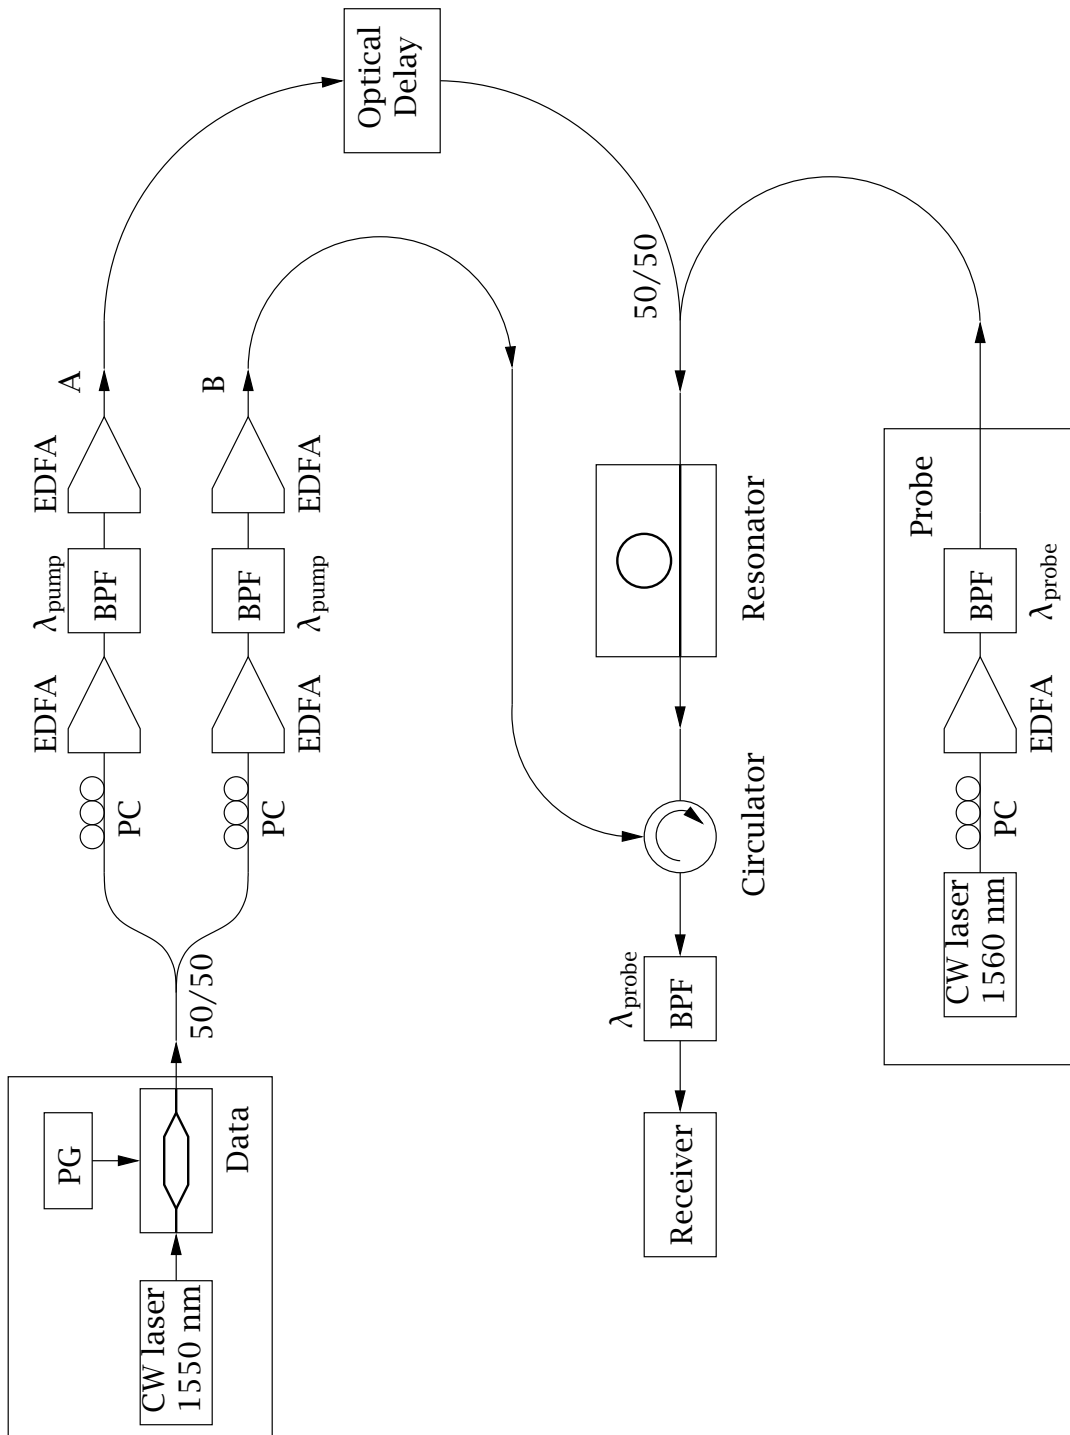 CW laser
1550 nm
PG
Data
50/50
PC
EDFA
λpump
BPF
EDFA
A
PC
EDFA
BPF
λpump
EDFA
B
Optical
Delay
50/50
Resonator
Circulator
λprobe
BPF
Receiver
Probe
CW laser
1560 nm
PC
EDFA
BPF
λprobe